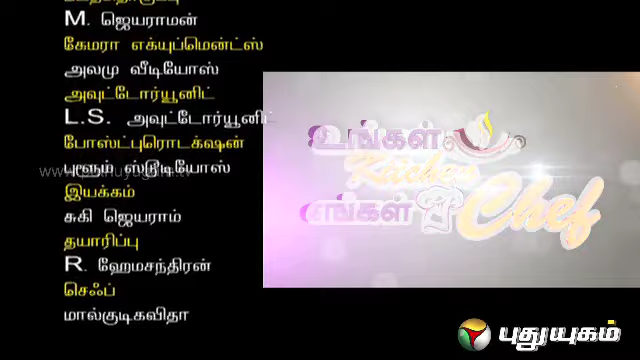 M. ஜெயராமன்
கேமரா எக்யுப்மென்ட்ஸ்
அலமு வீடியோஸ்
அவுட்டோர்யூனிட்
L.S. அவுட்டோர்யூனிட்
போஸ்ட்புரொடக்ஷன்
புளூம் ஸ்டூடியோஸ்
இயக்கம்
சுகி ஜெயராம்
தயாரிப்பு
R. ஹேமசந்திரன்
செஃப்
மால்குடிகவிதா
உங்கள்
Kitchen
எங்கள் Chef
புதுயுகம்